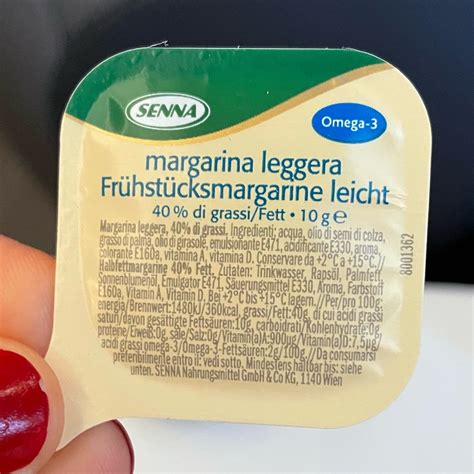 SENNA
Omega-3
margarina leggera
Frühstücksmargarine leicht
40 % di grassi/Fett • 10 g e
Margarina leggera, 40% di grassi. Ingredienti: acqua, olio di semi di colza,
grasso di palma, olio di girasole, emulsionante E471, acidificante E330, aroma,
colorante E160a, vitamina A, vitamina D. Conservare da +2°C a +15°C.//
Halbfettmargarine 40% Fett. Zutaten: Trinkwasser, Rapsöl, Palmfett,
Sonnenblumenöl, Emulgator E471, Säuerungsmittel E330, Aroma, Farbstoff
E160a, Vitamin A, Vitamin D. Bei +2°C bis +15°C lagern.//Per/pro 100g:
energia/Brennwert: 1480kJ/360kcal, grassi/Fett: 40g, di cui acidi grassi
saturi/davon gesättigte Fettsäuren: 10g, carboidrati/Kohlenhydrate: 0g,
proteine/Eiweiß: 0g, sale/Salz: 0g/Vitamin(a)A: 900µg/Vitamin(a)D: 7,5µg/
acidi grassi omega-3/Omega-3-Fettsäuren: 2g/100g.//Da consumarsi
preferibilmente entro il: vedi sotto. Mindestens haltbar bis: siehe
unten. SENNA Nahrungsmittel GmbH & Co KG, 1140 Wien
8001362